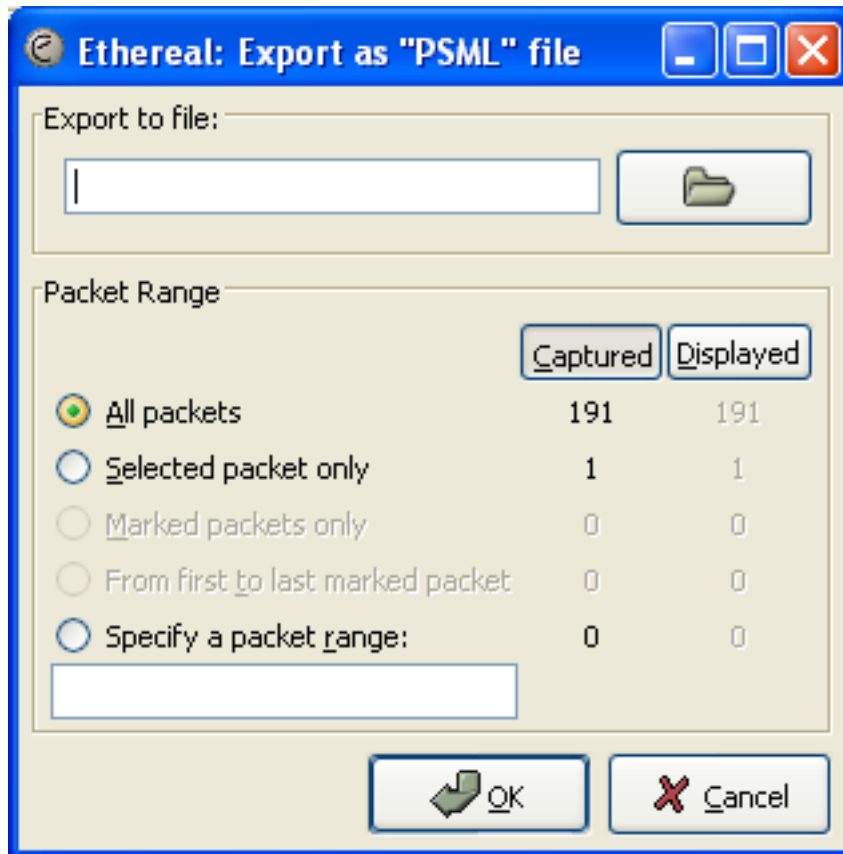 Ethereal: Export as "PSML" file
Export to file:
Packet Range
Captured Displayed
All packets 191 191
Selected packet only 1 1
Marked packets only 0 0
From first to last marked packet 0 0
Specify a packet range: 0 0
OK Cancel